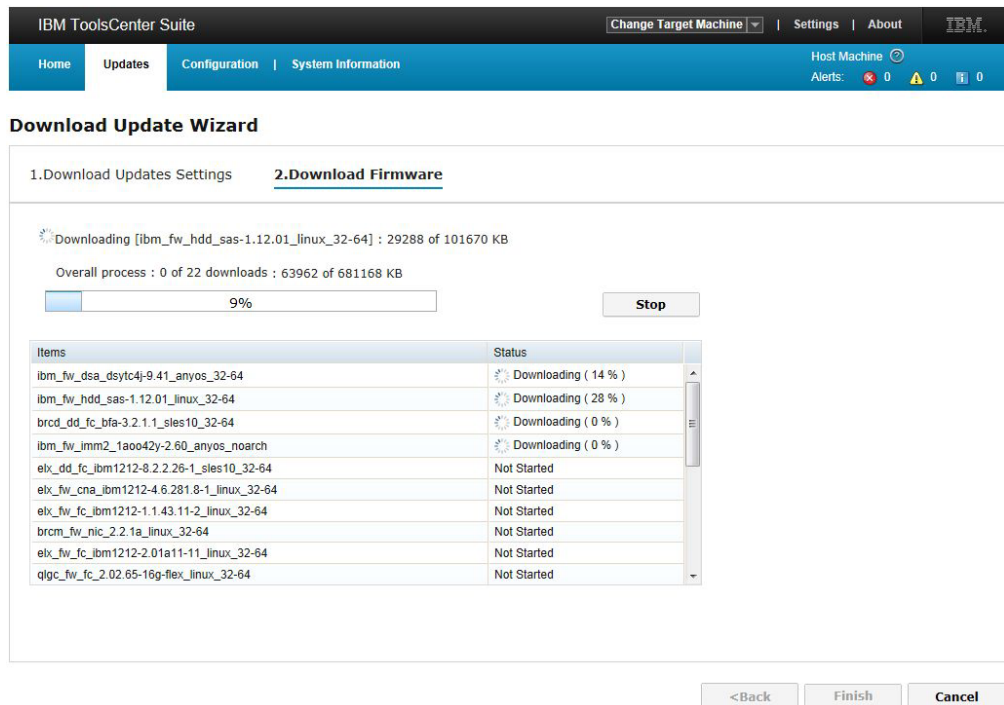 IBM ToolsCenter Suite
Change Target Machine | Settings | About IBM.
Home Updates Configuration | System Information
Host Machine ?
Alerts: 0 0 0
Download Update Wizard
1.Download Updates Settings 2.Download Firmware
Downloading [ibm_fw_hdd_sas-1.12.01_linux_32-64] : 29288 of 101670 KB
Overall process : 0 of 22 downloads : 63962 of 681168 KB
9%
Stop
Items Status
ibm_fw_dsa_dsytc4j-9.41_anyos_32-64 Downloading ( 14 % )
ibm_fw_hdd_sas-1.12.01_linux_32-64 Downloading ( 28 % )
brcd_dd_fc_bfa-3.2.1.1_sles10_32-64 Downloading ( 0 % )
ibm_fw_imm2_1aoo42y-2.60_anyos_noarch Downloading ( 0 % )
elx_dd_fc_ibm1212-8.2.2.26-1_sles10_32-64 Not Started
elx_fw_cna_ibm1212-4.6.281.8-1_linux_32-64 Not Started
elx_fw_fc_ibm1212-1.1.43.11-2_linux_32-64 Not Started
brcm_fw_nic_2.2.1a_linux_32-64 Not Started
elx_fw_fc_ibm1212-2.01a11-11_linux_32-64 Not Started
qlgc_fw_fc_2.02.65-16g-flex_linux_32-64 Not Started
<Back Finish Cancel